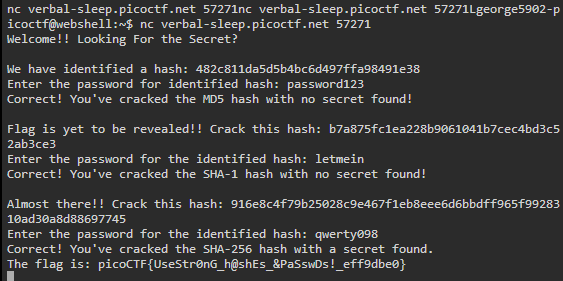 nc verbal-sleep.picoctf.net 57271nc verbal-sleep.picoctf.net 57271Lgeorge5902-p
icoctf@webshell:~$ nc verbal-sleep.picoctf.net 57271
Welcome!! Looking For the Secret?
We have identified a hash: 482c811da5d5b4bc6d497ffa98491e38
Enter the password for identified hash: password123
Correct! You've cracked the MD5 hash with no secret found!
Flag is yet to be revealed!! Crack this hash: b7a875fc1ea228b9061041b7cec4bd3c5
2ab3ce3
Enter the password for the identified hash: letmein
Correct! You've cracked the SHA-1 hash with no secret found!
Almost there!! Crack this hash: 916e8c4f79b25028c9e467f1eb8eee6d6bbdff965f99283
10ad30a8d88697745
Enter the password for the identified hash: qwerty098
Correct! You've cracked the SHA-256 hash with a secret found.
The flag is: picoCTF{UseStr0nG_h@shEs_&PaSswDs!_eff9dbe0}